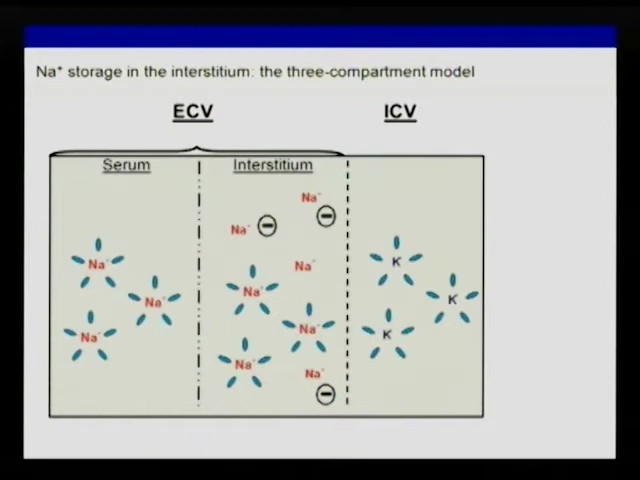 Na⁺ storage in the interstitium: the three-compartment model
ECV ICV
Serum Interstitium
Na⁺
Na⁺
Na⁺ K
Na⁺ Na⁺
Na⁺ Na⁺ K
Na⁺ Na⁺ K
Na⁺
Na⁺